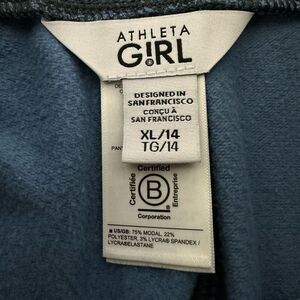 ATHLETA
GIRL
DESIGNED IN
SAN FRANCISCO
CONÇU À
SAN FRANCISCO
XL/14
TG/14
Certified
Certifiée
B
Entreprise
Corporation
US/GB: 75% MODAL, 22%
POLYESTER, 3% LYCRA® SPANDEX /
LYCRA®ELASTANE